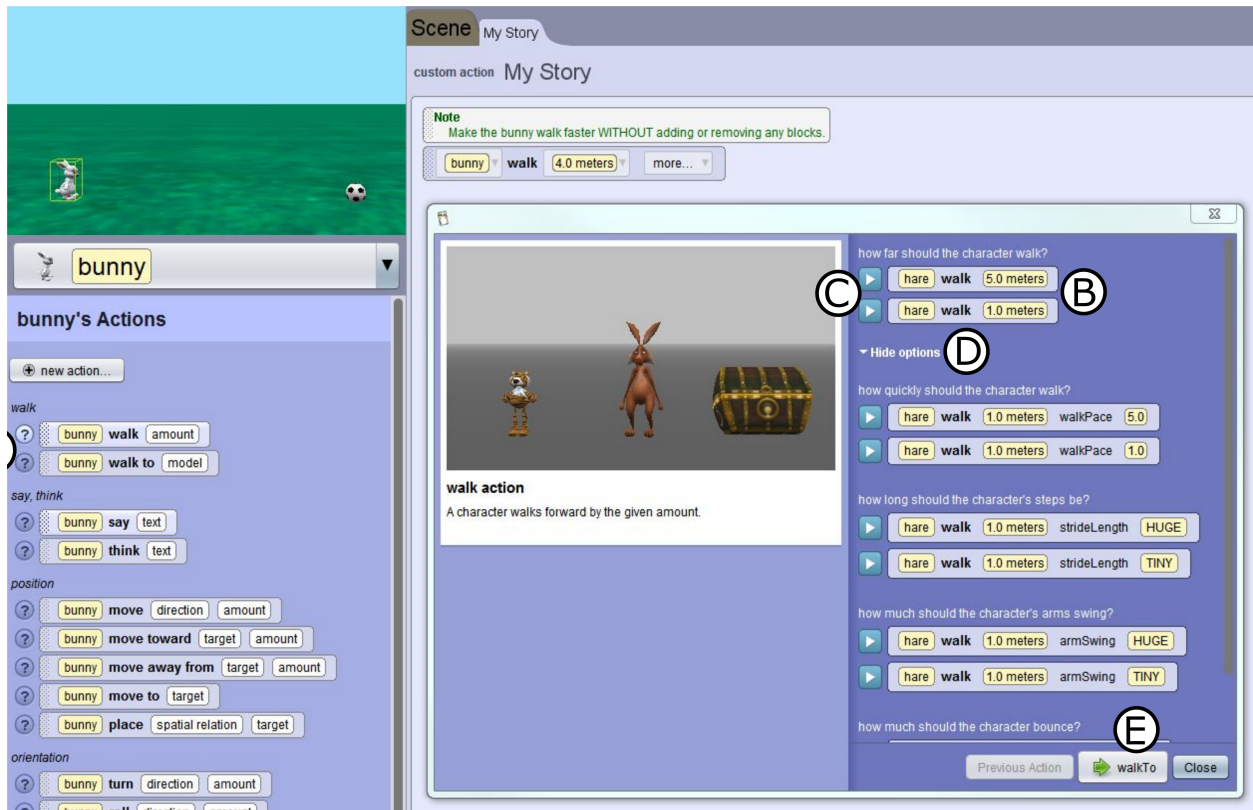 Scene My Story
custom action My Story
Note
Make the bunny walk faster WITHOUT adding or removing any blocks.
bunny walk 4.0 meters more...
bunny
bunny's Actions
new action...
walk
? bunny walk amount
? bunny walk to model
say, think
? bunny say text
? bunny think text
position
? bunny move direction amount
? bunny move toward target amount
? bunny move away from target amount
? bunny move to target
? bunny place spatial relation target
orientation
? bunny turn direction amount
walk action
A character walks forward by the given amount.
how far should the character walk?
hare walk 5.0 meters
C
B
hare walk 1.0 meters
Hide options D
how quickly should the character walk?
hare walk 1.0 meters walkPace 5.0
hare walk 1.0 meters walkPace 1.0
how long should the character's steps be?
hare walk 1.0 meters strideLength HUGE
hare walk 1.0 meters strideLength TINY
how much should the character's arms swing?
hare walk 1.0 meters armSwing HUGE
hare walk 1.0 meters armSwing TINY
how much should the character bounce?
E
Previous Action walkTo Close